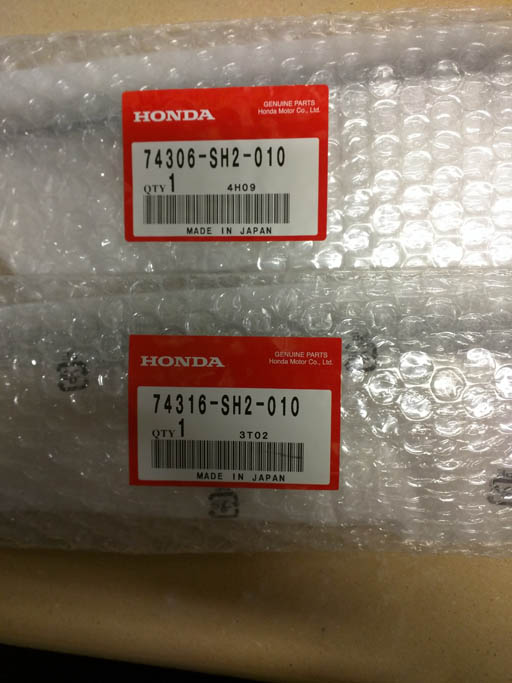 HONDA
GENUINE PARTS
Honda Motor Co., Ltd.
74306-SH2-010
QTY 1
4H09
MADE IN JAPAN
HONDA
GENUINE PARTS
Honda Motor Co., Ltd.
74316-SH2-010
QTY 1
3T02
MADE IN JAPAN